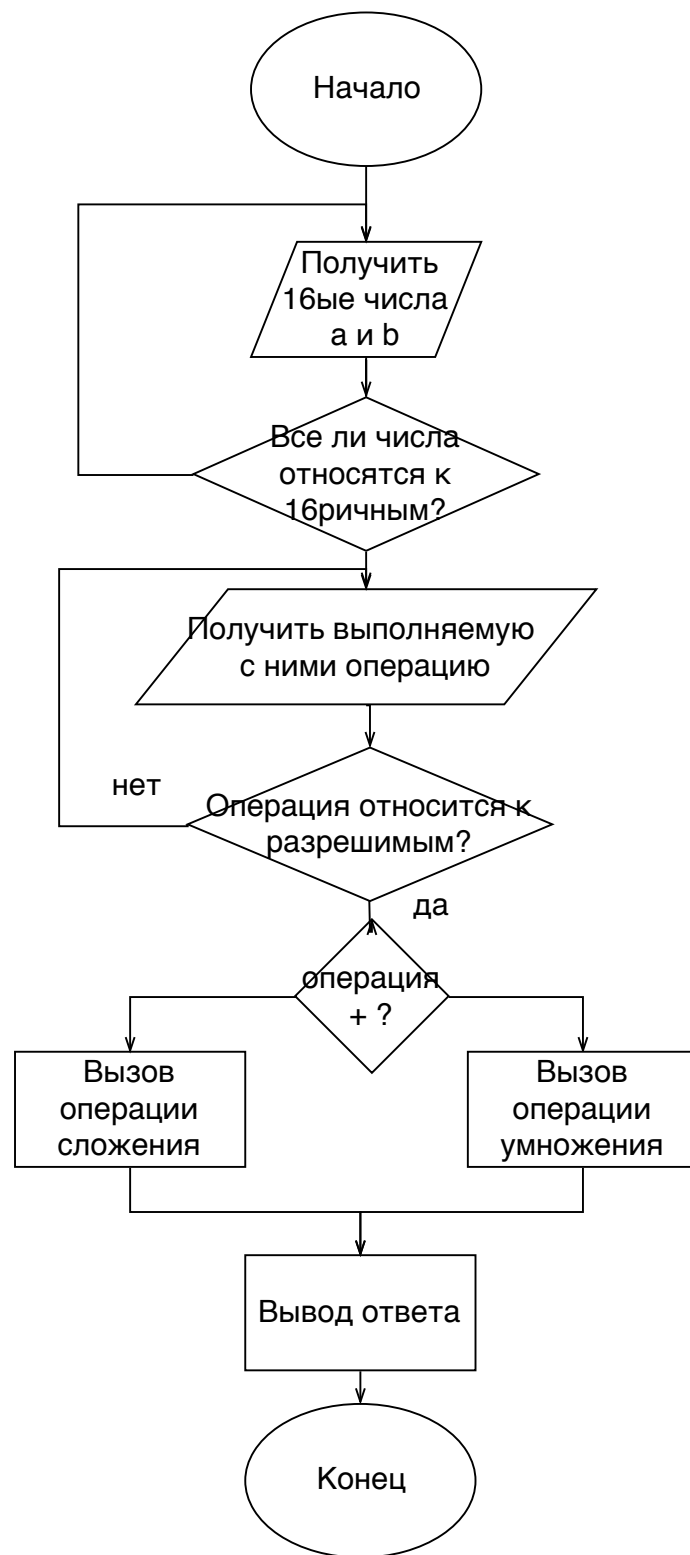 Начало
Получить
16ые числа
a и b
Все ли числа
относятся к
16ричным?
Получить выполняемую
с ними операцию
нет
Операция относится к
разрешимым?
да
операция
+ ?
Вызов
операции
сложения
Вызов
операции
умножения
Вывод ответа
Конец